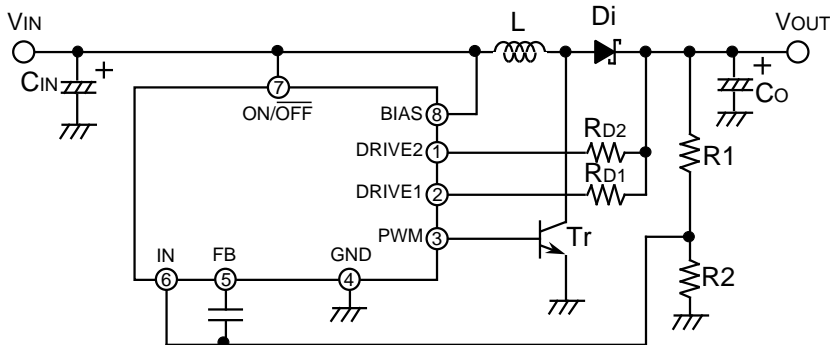 VIN
L
Di
VOUT
CIN
+
7
ON/OFF
BIAS
8
+
CO
DRIVE2
1
RD2
R1
DRIVE1
2
RD1
PWM
3
Tr
IN
FB
GND
6
5
4
R2